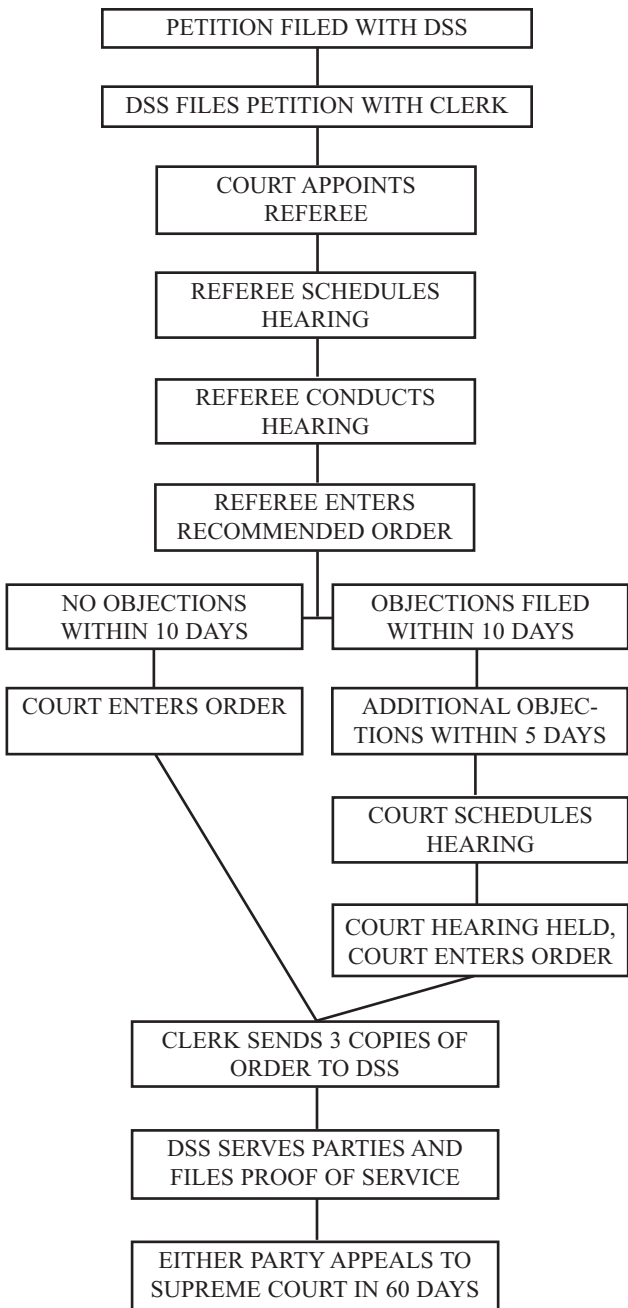 PETITION FILED WITH DSS
DSS FILES PETITION WITH CLERK
COURT APPOINTS
REFEREE
REFEREE SCHEDULES
HEARING
REFEREE CONDUCTS
HEARING
REFEREE ENTERS
RECOMMENDED ORDER
NO OBJECTIONS
WITHIN 10 DAYS
OBJECTIONS FILED
WITHIN 10 DAYS
COURT ENTERS ORDER
ADDITIONAL OBJEC-
TIONS WITHIN 5 DAYS
COURT SCHEDULES
HEARING
COURT HEARING HELD,
COURT ENTERS ORDER
CLERK SENDS 3 COPIES OF
ORDER TO DSS
DSS SERVES PARTIES AND
FILES PROOF OF SERVICE
EITHER PARTY APPEALS TO
SUPREME COURT IN 60 DAYS